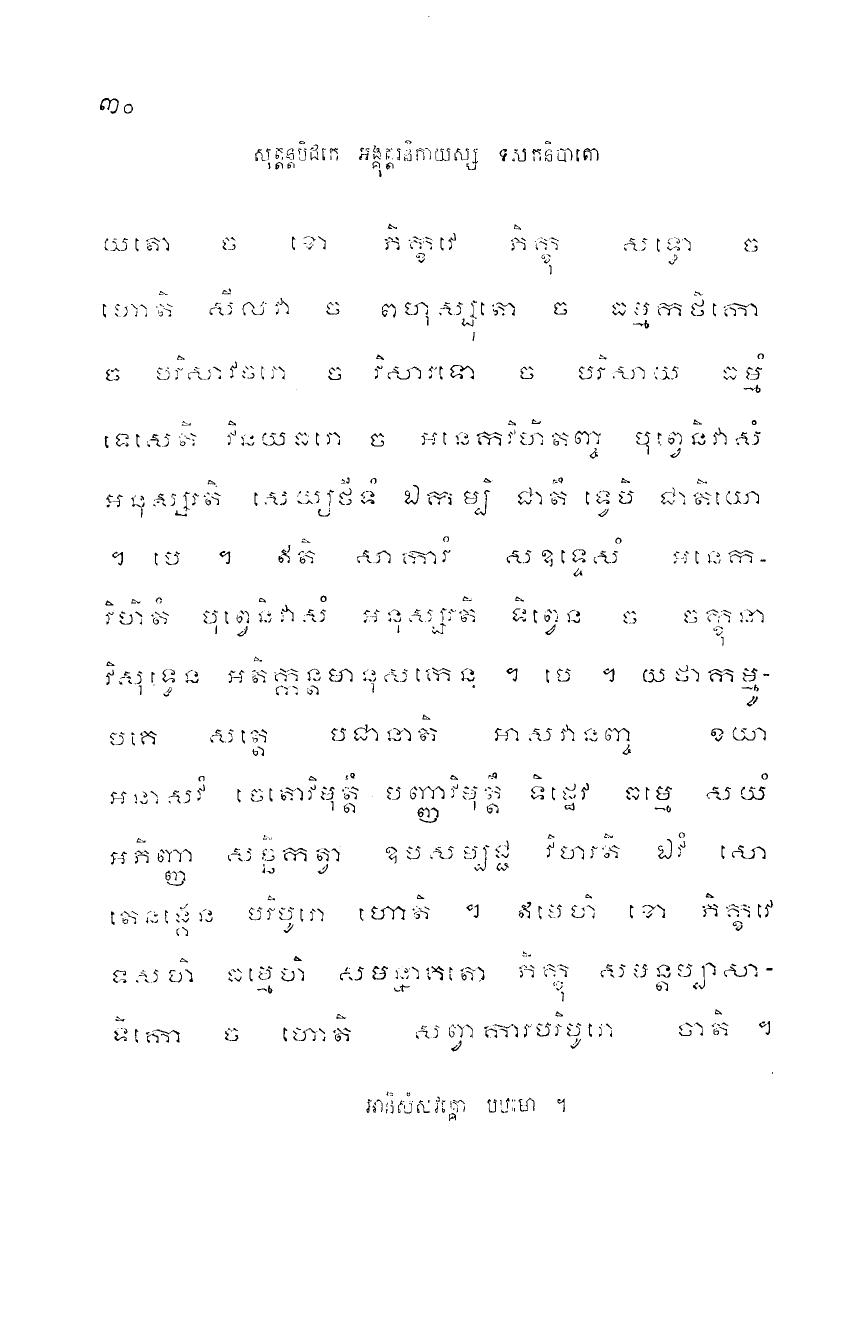 ៣០
សុត្តន្តបិដកេ អង្គុត្តរនិកាយស្ស ទសកនិបាតោ
យតោ ច ខោ ភិក្ខវេ ភិក្ខុ សទ្ធោ ច
ហោតិ សីលវា ច ពហុស្សុតោ ច ធម្មកថិកោ
ច បរិសាវចរោ ច វិសារទោ ច បរិសាយ ធម្មំ
ទេសេតិ វិនយធរោ ច អនេកវិហិតញ្ច បុព្វេនិវាសំ
អនុស្សរតិ សេយ្យថីទំ ឯកម្បិ ជាតឹ ទ្វេបិ ជាតិយោ
។ បេ ។ ឥតិ សាការំ សឧទ្ទេសំ អនេក-
វិហិតំ បុព្វេនិវាសំ អនុស្សរតិ ទិព្វេន ច ចក្ខុនា
វិសុទ្ធេន អតិក្កន្តមានុសកេន ។ បេ ។ យថាកម្មូ-
បគេ សត្តេ បជានាតិ អាសវានញ្ច ខយា
អនាសវំ ចេតោវិមុត្តឹ បញ្ញាវិមុត្តឹ ទិដ្ឋេវ ធម្មេ សយំ
អភិញ្ញា សច្ឆិកត្វា ឧបសម្បជ្ជ វិហរតិ ឯវំ សោ
តេនង្គេន បរិបូរោ ហោតិ ។ ឥមេហិ ខោ ភិក្ខវេ
ទសហិ ធម្មេហិ សមន្នាគតោ ភិក្ខុ សមន្តប្បាសា-
ទិកោ ច ហោតិ សព្វាការបរិបូរោ ចាតិ ។
អានិសំសវគ្គោ បឋមោ ។